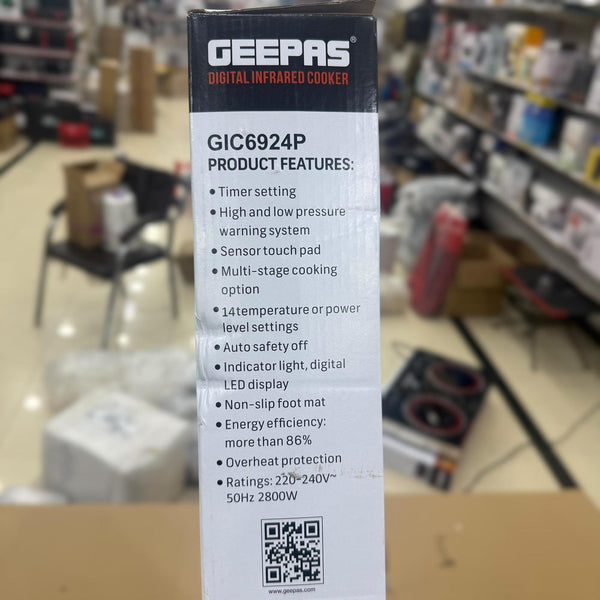 GEEPAS®
DIGITAL INFRARED COOKER
GIC6924P
PRODUCT FEATURES:
• Timer setting
• High and low pressure
warning system
• Sensor touch pad
• Multi-stage cooking
option
• 14temperature or power
level settings
• Auto safety off
• Indicator light, digital
LED display
• Non-slip foot mat
• Energy efficiency:
more than 86%
• Overheat protection
• Ratings: 220-240V~
50Hz 2800W
www.geepas.com